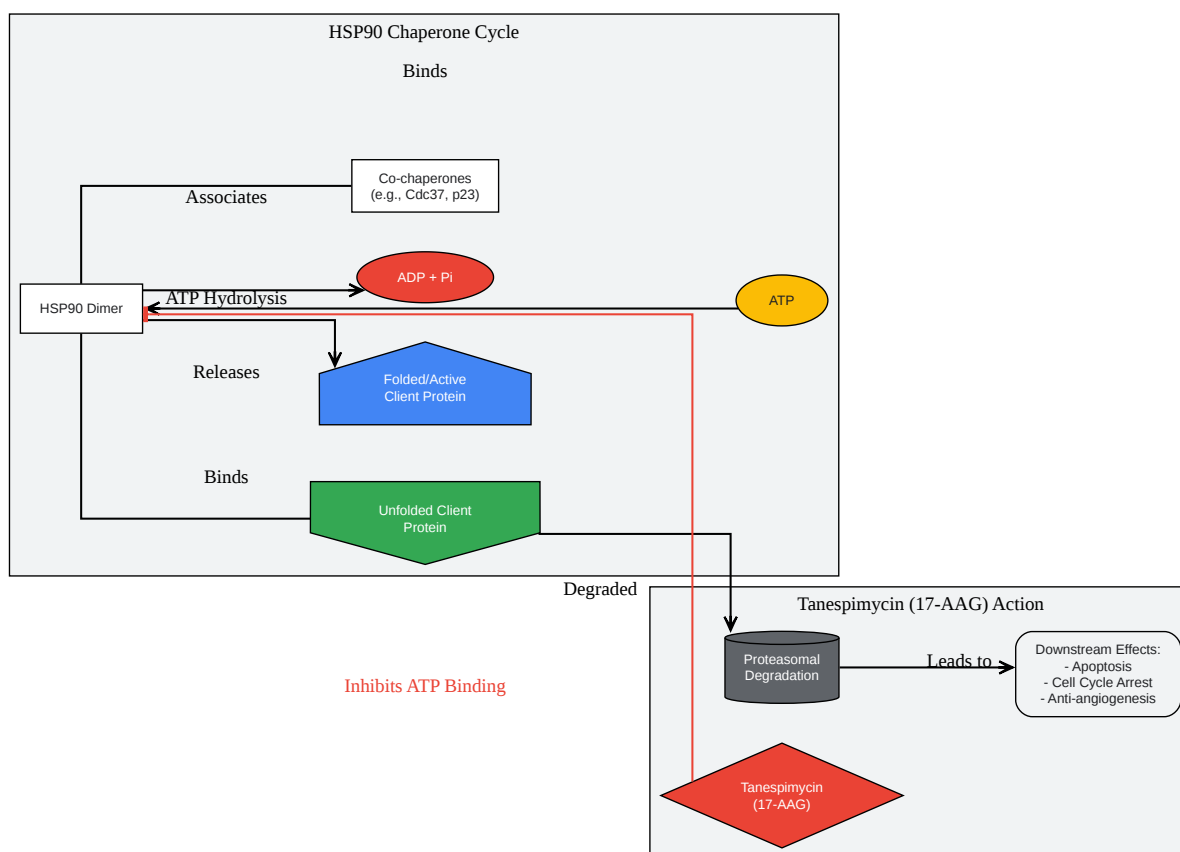 HSP90 Chaperone Cycle
Binds
Co-chaperones
(e.g., Cdc37, p23)
Associates
ADP + Pi
ATP Hydrolysis
ATP
HSP90 Dimer
Releases
Folded/Active
Client Protein
Binds
Unfolded Client
Protein
Degraded
Tanespimycin (17-AAG) Action
Proteasomal
Degradation
Leads to
Downstream Effects:
- Apoptosis
- Cell Cycle Arrest
- Anti-angiogenesis
Inhibits ATP Binding
Tanespimycin
(17-AAG)